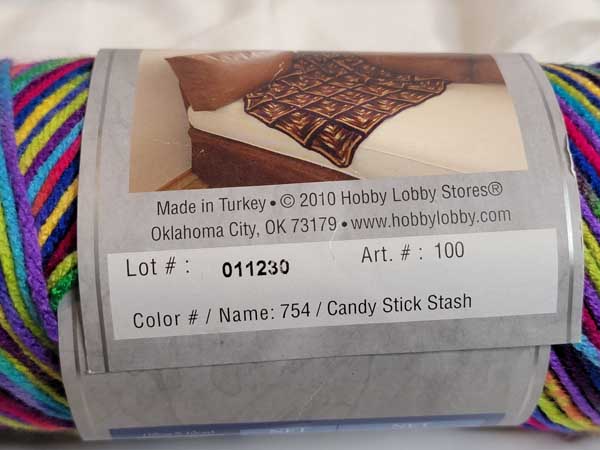 Made in Turkey • © 2010 Hobby Lobby Stores®
Oklahoma City, OK 73179 • www.hobbylobby.com
Lot # : 011230 Art. # : 100
Color # / Name: 754 / Candy Stick Stash